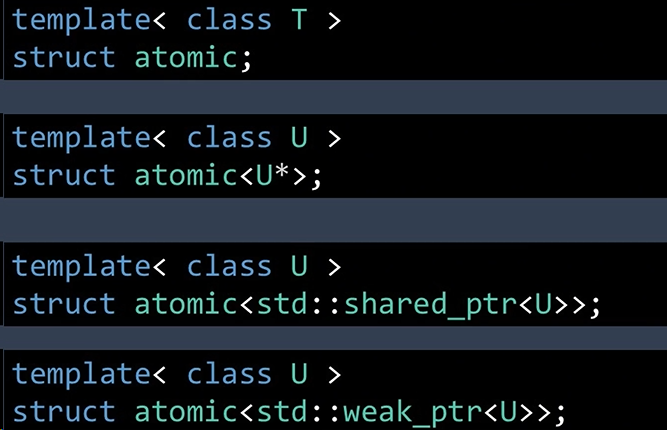 template< class T >
struct atomic;
template< class U >
struct atomic<U*>;
template< class U >
struct atomic<std::shared_ptr<U>>;
template< class U >
struct atomic<std::weak_ptr<U>>;